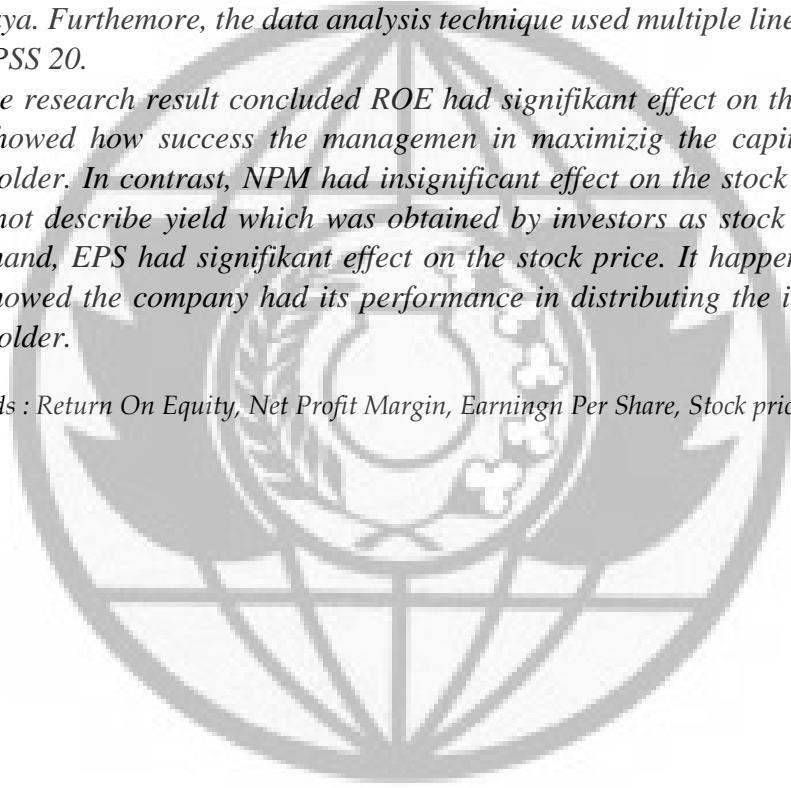 ya. Furthemore, the data analysis technique used multiple line
PSS 20.
e research result concluded ROE had signifikant effect on th
howed how success the managemen in maximizig the capit
older. In contrast, NPM had insignificant effect on the stock
not describe yield which was obtained by investors as stock
hand, EPS had signifikant effect on the stock price. It happen
howed the company had its performance in distributing the i
older.
ds : Return On Equity, Net Profit Margin, Earningn Per Share, Stock pric